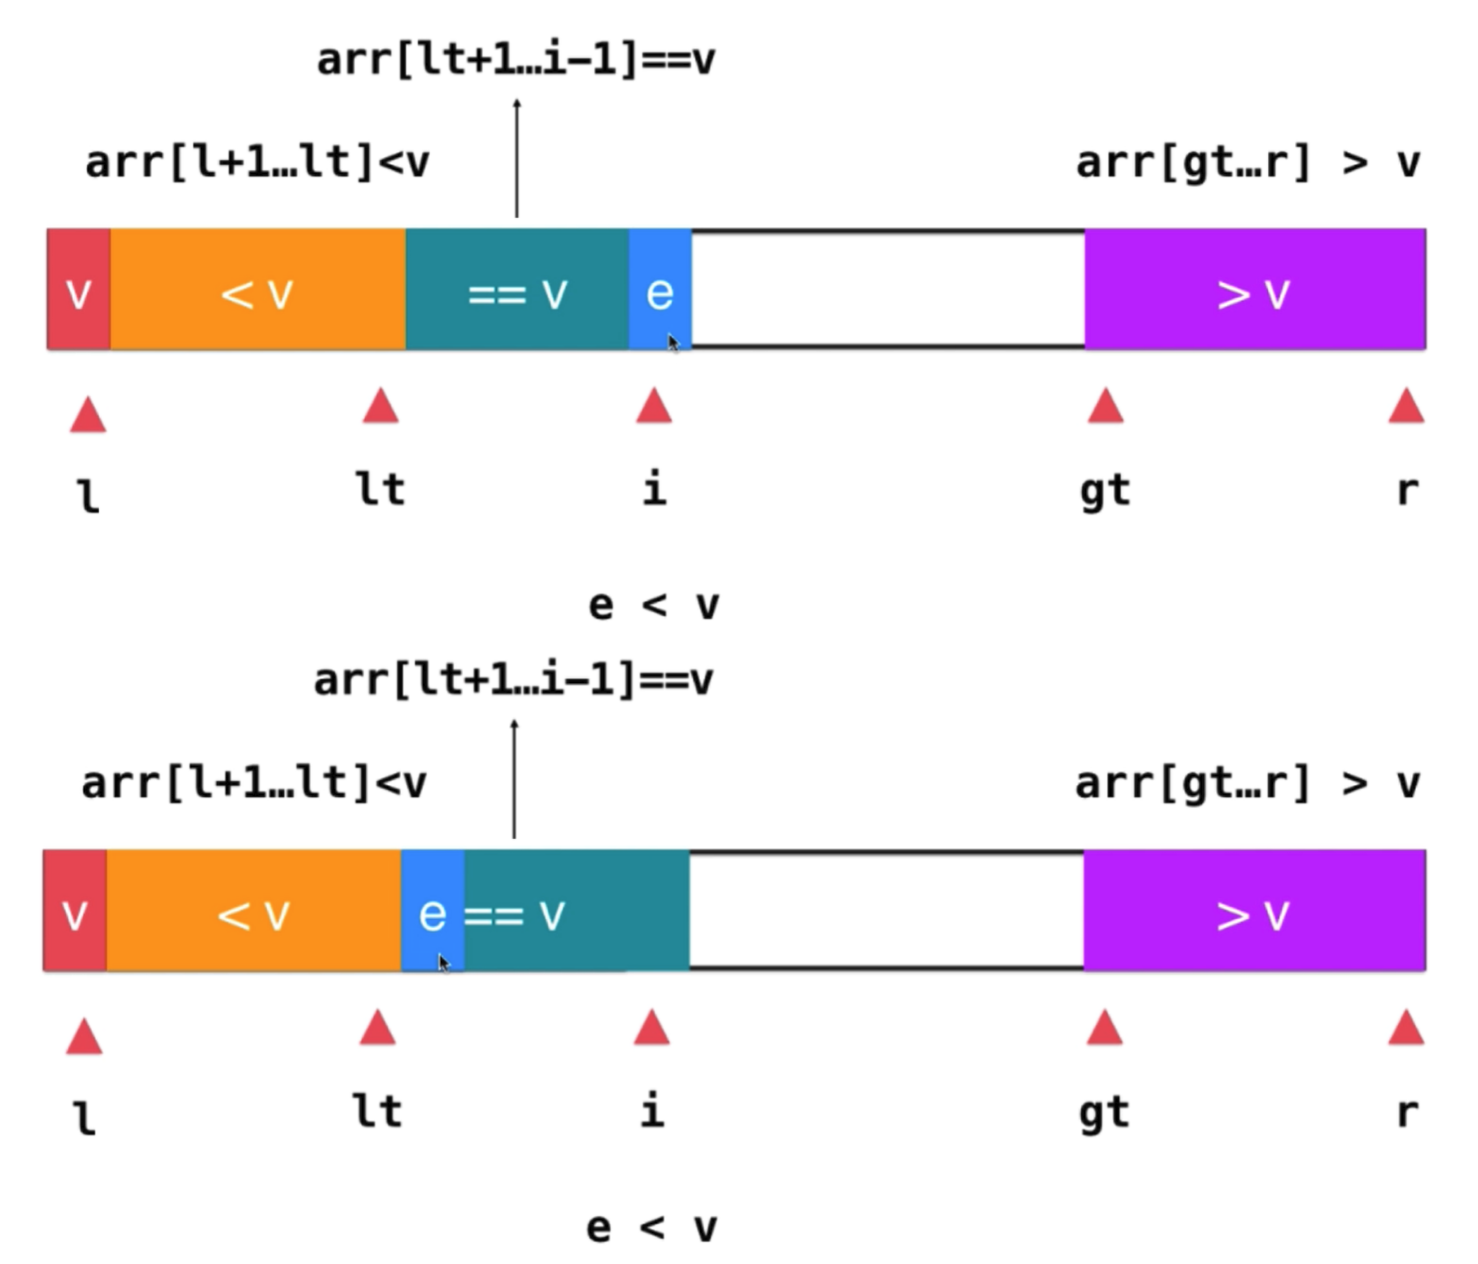 arr[lt+1…i-1]==v
arr[l+1…lt]<v arr[gt…r] > v
v < v == v e > v
l lt i gt r
e < v
arr[lt+1…i-1]==v
arr[l+1…lt]<v arr[gt…r] > v
v < v e == v > v
l lt i gt r
e < v